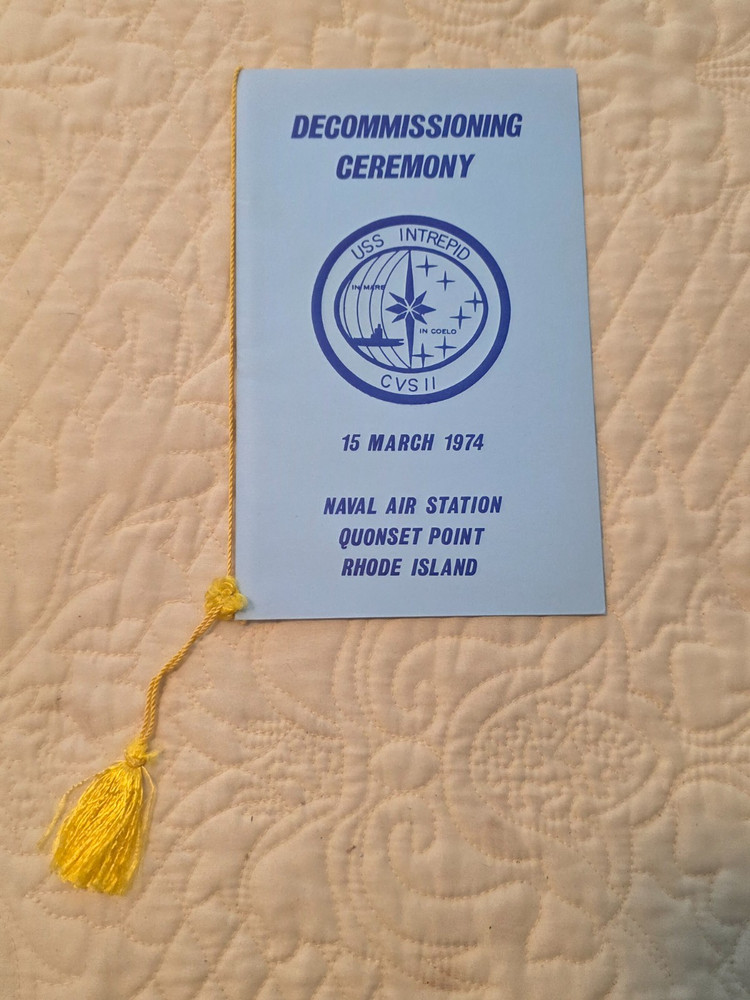 DECOMMISSIONING
CEREMONY
USS INTREPID
IN MARE
IN COELO
CVS 11
15 MARCH 1974
NAVAL AIR STATION
QUONSET POINT
RHODE ISLAND